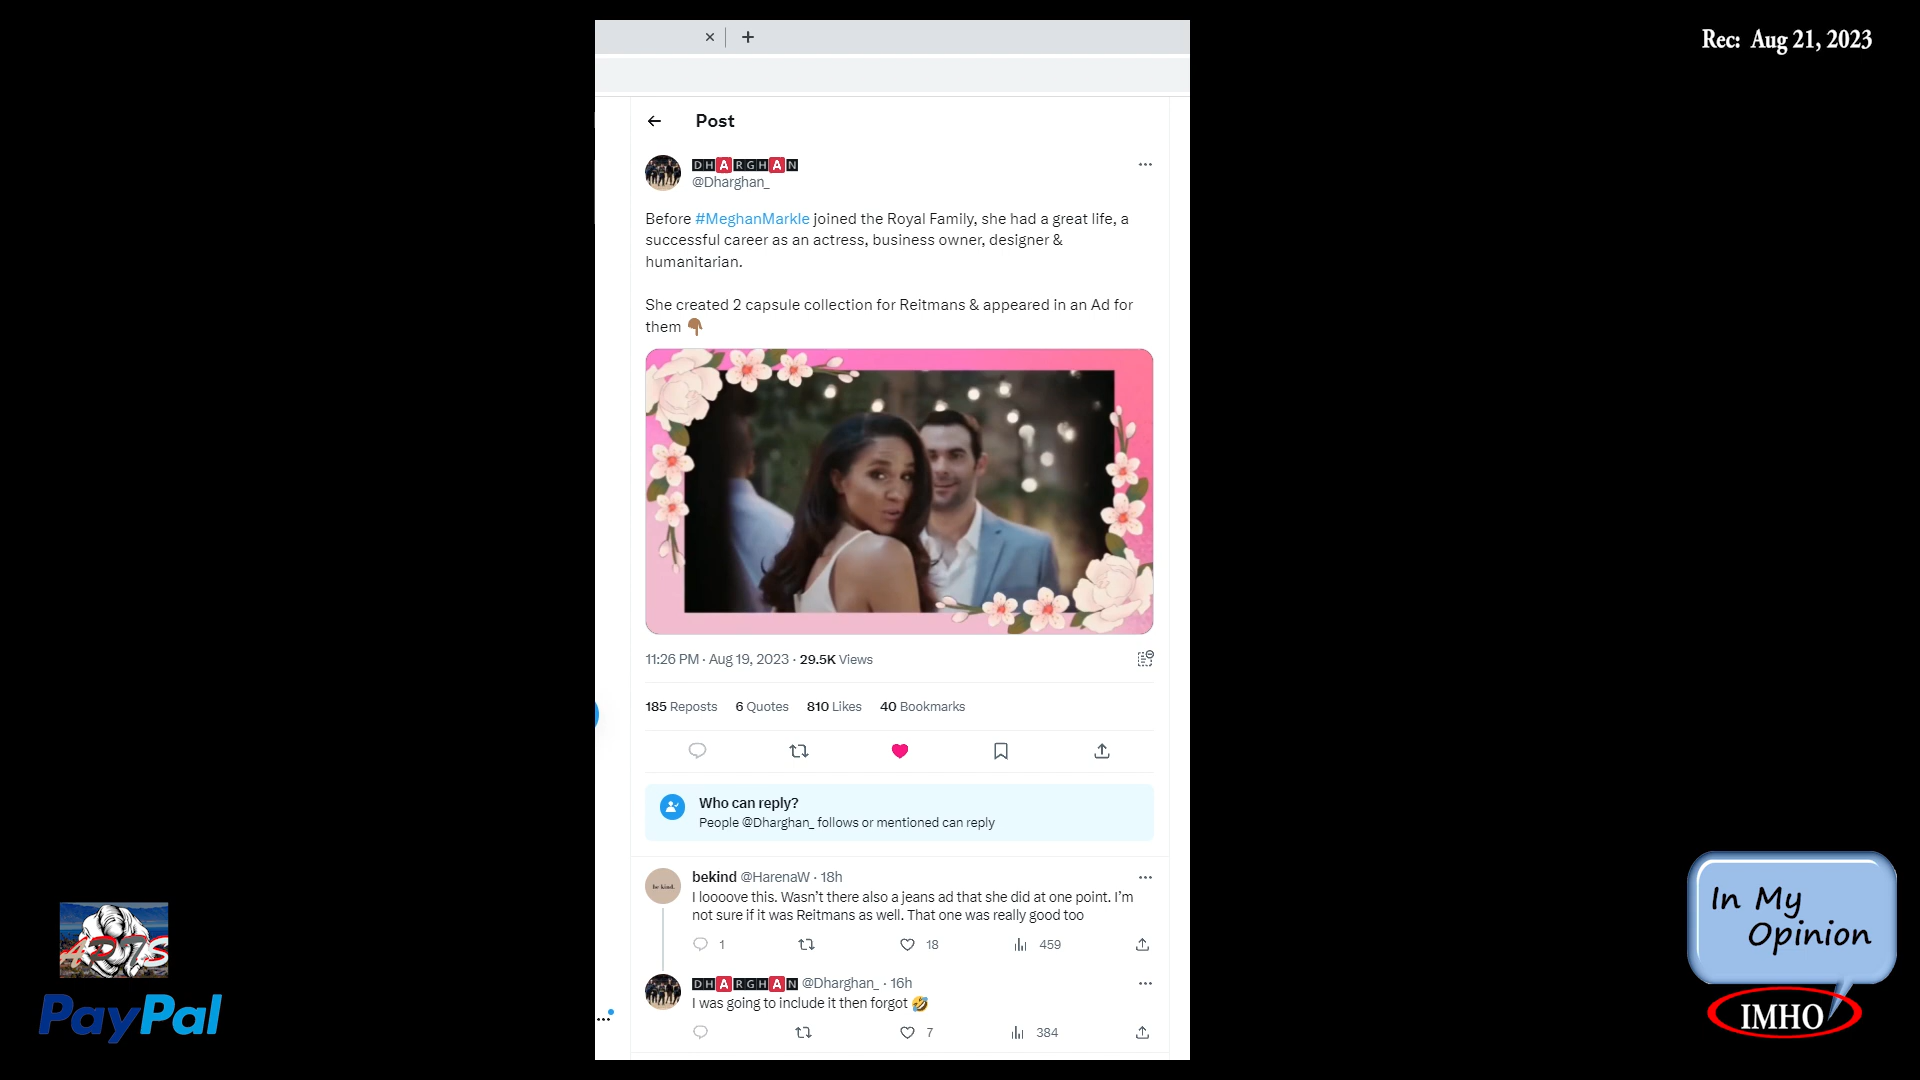 Rec: Aug 21, 2023
Post
DHARGHAN
@Dharghan_
Before #MeghanMarkle joined the Royal Family, she had a great life, a
successful career as an actress, business owner, designer &
humanitarian.
She created 2 capsule collection for Reitmans & appeared in an Ad for
them 👇🏾
11:26 PM · Aug 19, 2023 · 29.5K Views
185 Reposts 6 Quotes 810 Likes 40 Bookmarks
Who can reply?
People @Dharghan_ follows or mentioned can reply
be kind.
bekind @HarenaW · 18h
I loooove this. Wasn't there also a jeans ad that she did at one point. I'm
not sure if it was Reitmans as well. That one was really good too
1 18 459
DHARGHAN @Dharghan_ · 16h
I was going to include it then forgot 🤣
7 384
PayPal
In My
Opinion
IMHO